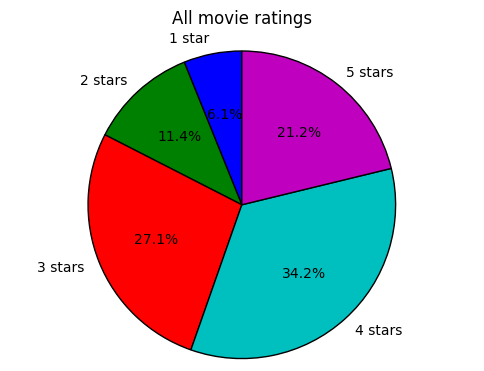 All movie ratings
1 star
2 stars
5 stars
6.1%
11.4%
21.2%
27.1%
3 stars
34.2%
4 stars